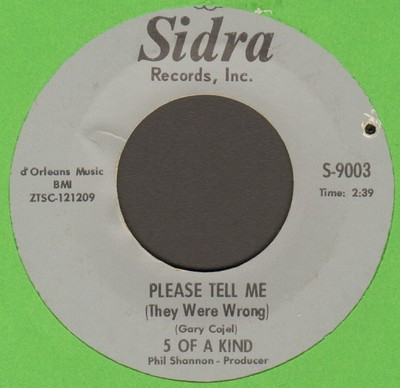 Sidra
Records, Inc.
d'Orleans Music
BMI
ZTSC-121209
S-9003
Time: 2:39
PLEASE TELL ME
(They Were Wrong)
(Gary Cojel)
5 OF A KIND
Phil Shannon - Producer